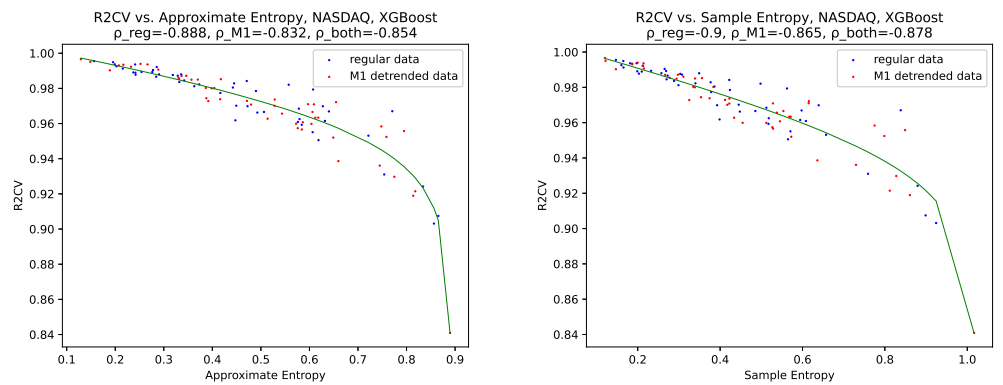 R2CV vs. Approximate Entropy, NASDAQ, XGBoost
ρ_reg=-0.888, ρ_M1=-0.832, ρ_both=-0.854
regular data
M1 detrended data
1.00
0.98
0.96
0.94
0.92
0.90
0.88
0.86
0.84
R2CV
0.1 0.2 0.3 0.4 0.5 0.6 0.7 0.8 0.9
Approximate Entropy
R2CV vs. Sample Entropy, NASDAQ, XGBoost
ρ_reg=-0.9, ρ_M1=-0.865, ρ_both=-0.878
regular data
M1 detrended data
1.00
0.98
0.96
0.94
0.92
0.90
0.88
0.86
0.84
R2CV
0.2 0.4 0.6 0.8 1.0
Sample Entropy